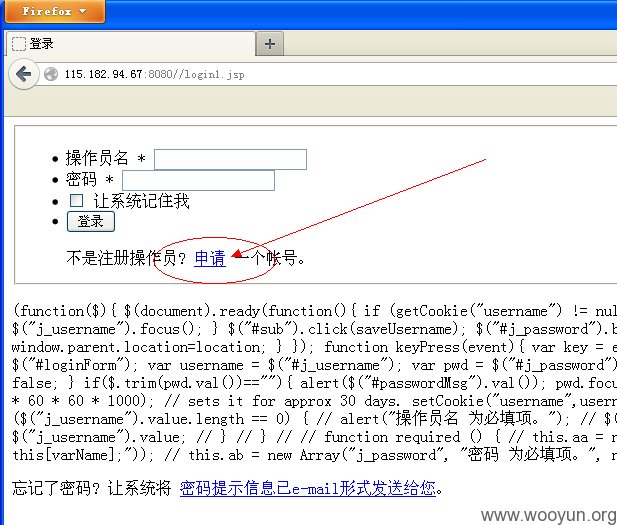 Firefox
登录
115.182.94.67:8080//login1.jsp
操作员名 *
密码 *
让系统记住我
登录
不是注册操作员? 申请 一个帐号。
(function($){ $(document).ready(function(){ if (getCookie("username") != nul
$("j_username").focus(); } $("#sub").click(saveUsername); $("#j_password").b
window.parent.location=location; } }); function keyPress(event){ var key = e
$("#loginForm"); var username = $("#j_username"); var pwd = $("#j_password")
false; } if($.trim(pwd.val())==""){ alert($("#passwordMsg").val()); pwd.focu
* 60 * 60 * 1000); // sets it for approx 30 days. setCookie("username",usern
($("j_username").value.length == 0) { // alert("操作员名 为必填项。"); // $(
$("j_username").value; // } // } // // function required () { // this.aa = n
this[varName];")); // this.ab = new Array("j_password", "密码 为必填项。", n
忘记了密码? 让系统将 密码提示信息已e-mail形式发送给您。
www.wooyun.org